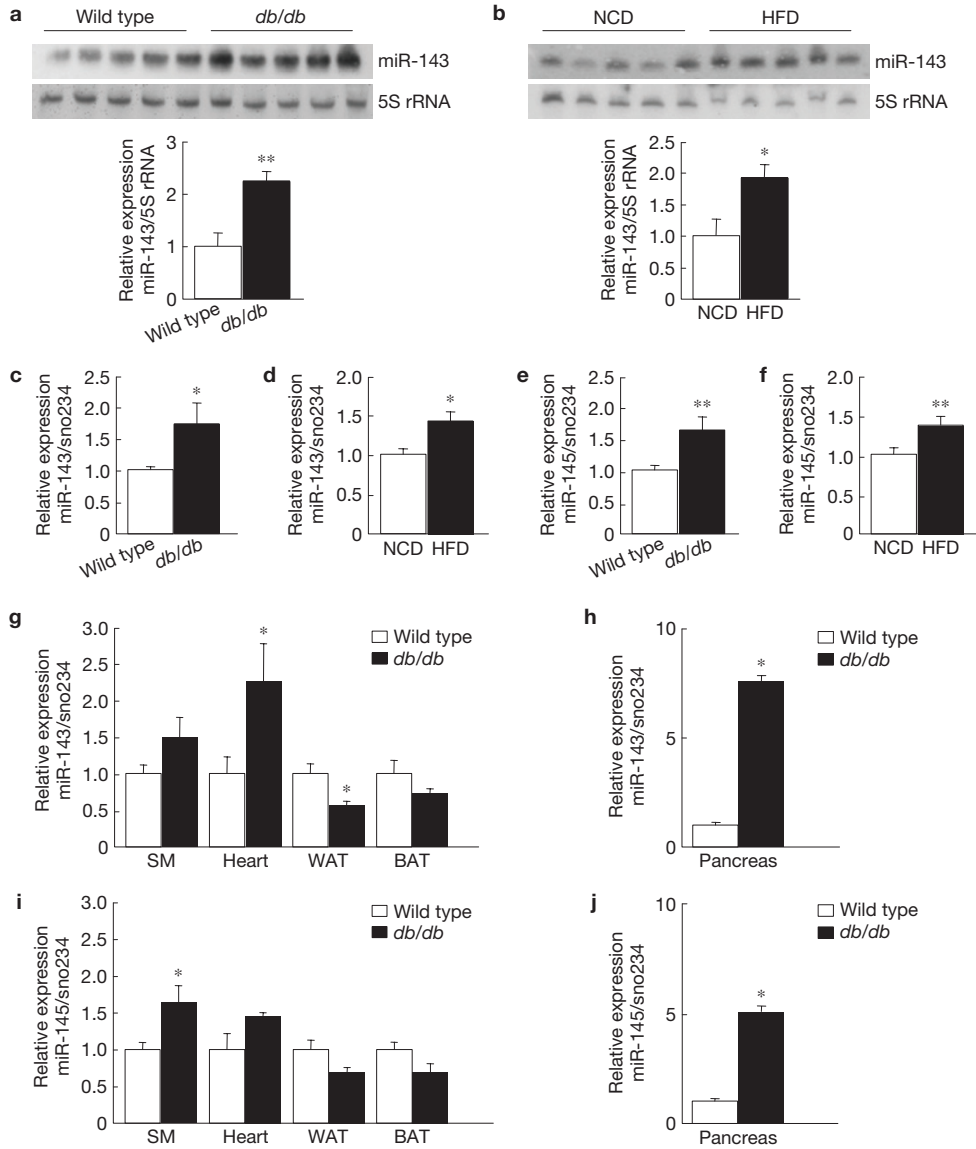 a
Wild type
db/db
miR-143
5S rRNA
Relative expression
miR-143/5S rRNA
3
2
1
0
**
Wild type
db/db
b
NCD
HFD
miR-143
5S rRNA
Relative expression
miR-143/5S rRNA
2.5
2.0
1.5
1.0
0.5
0
*
NCD HFD
c
Relative expression
miR-143/sno234
2.5
2.0
1.5
1.0
0.5
0
*
Wild type
db/db
d
Relative expression
miR-143/sno234
2.0
1.5
1.0
0.5
0
*
NCD HFD
e
Relative expression
miR-145/sno234
2.5
2.0
1.5
1.0
0.5
0
**
Wild type
db/db
f
Relative expression
miR-145/sno234
2.0
1.5
1.0
0.5
0
**
NCD HFD
g
Relative expression
miR-143/sno234
3.0
2.5
2.0
1.5
1.0
0.5
0
Wild type
db/db
*
*
SM Heart WAT BAT
h
Relative expression
miR-143/sno234
10
5
0
Wild type
db/db
*
Pancreas
i
Relative expression
miR-145/sno234
3.0
2.5
2.0
1.5
1.0
0.5
0
Wild type
db/db
*
SM Heart WAT BAT
j
Relative expression
miR-145/sno234
10
5
0
Wild type
db/db
*
Pancreas